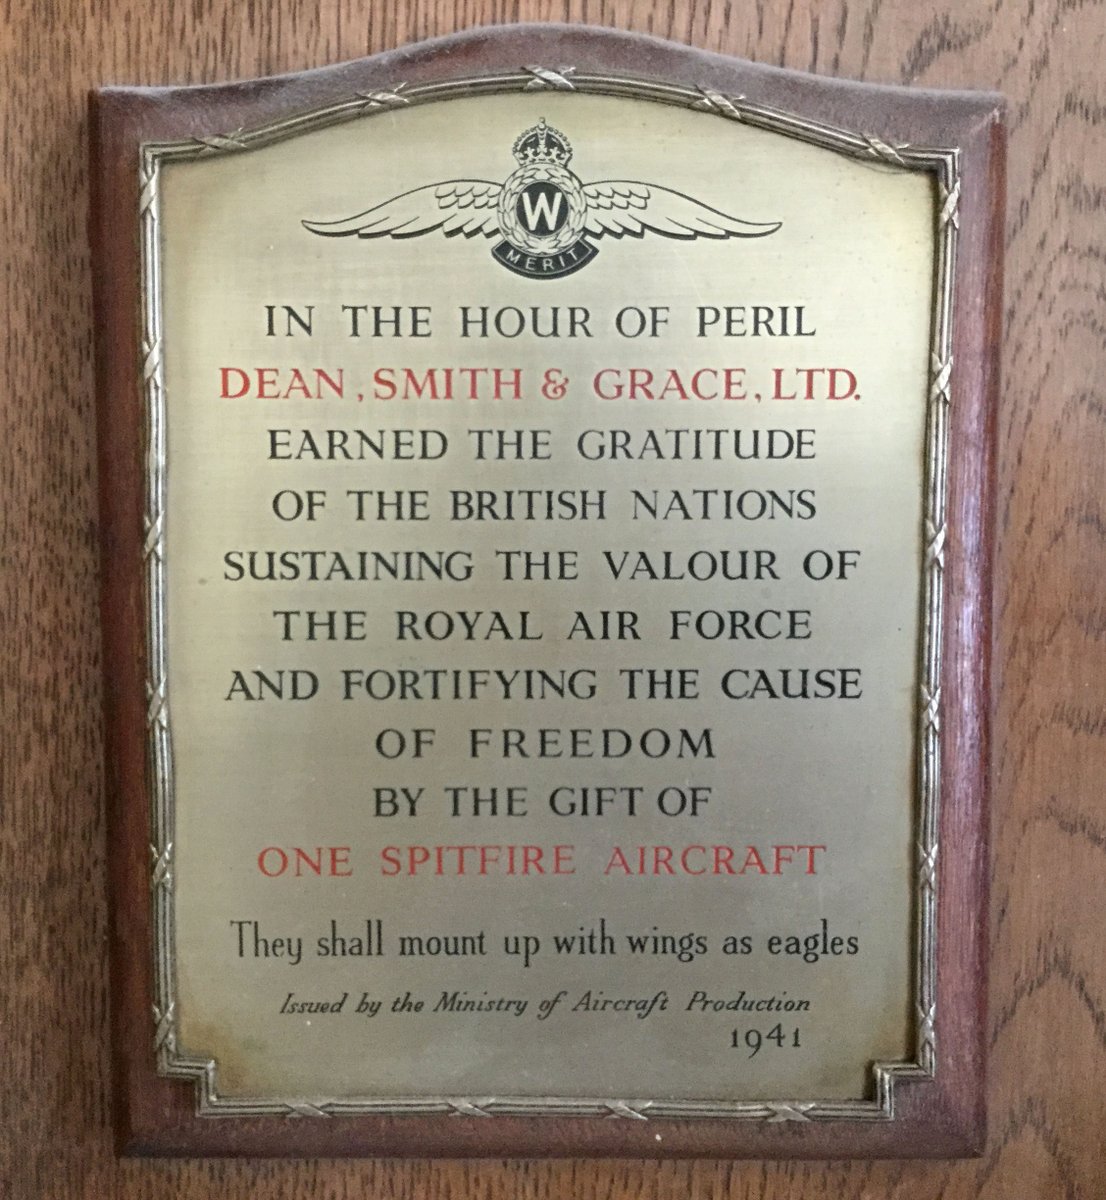 W
MERIT
IN THE HOUR OF PERIL
DEAN, SMITH & GRACE, LTD.
EARNED THE GRATITUDE
OF THE BRITISH NATIONS
SUSTAINING THE VALOUR OF
THE ROYAL AIR FORCE
AND FORTIFYING THE CAUSE
OF FREEDOM
BY THE GIFT OF
ONE SPITFIRE AIRCRAFT
They shall mount up with wings as eagles
Issued by the Ministry of Aircraft Production
1941